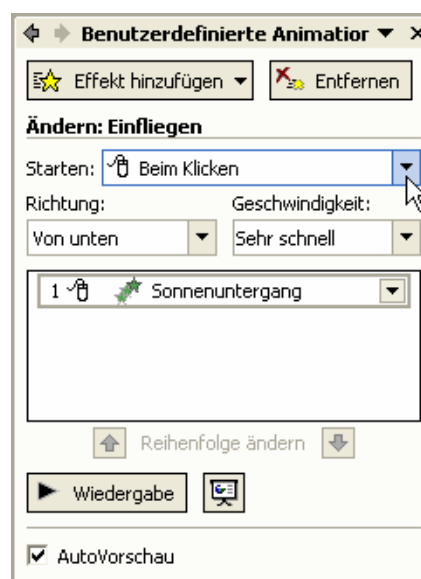 Benutzerdefinierte Animation
Effekt hinzufügen Entfernen
Ändern: Einfliegen
Starten: Beim Klicken
Richtung: Geschwindigkeit:
Von unten Sehr schnell
1 Sonnenuntergang
Reihenfolge ändern
Wiedergabe
AutoVorschau